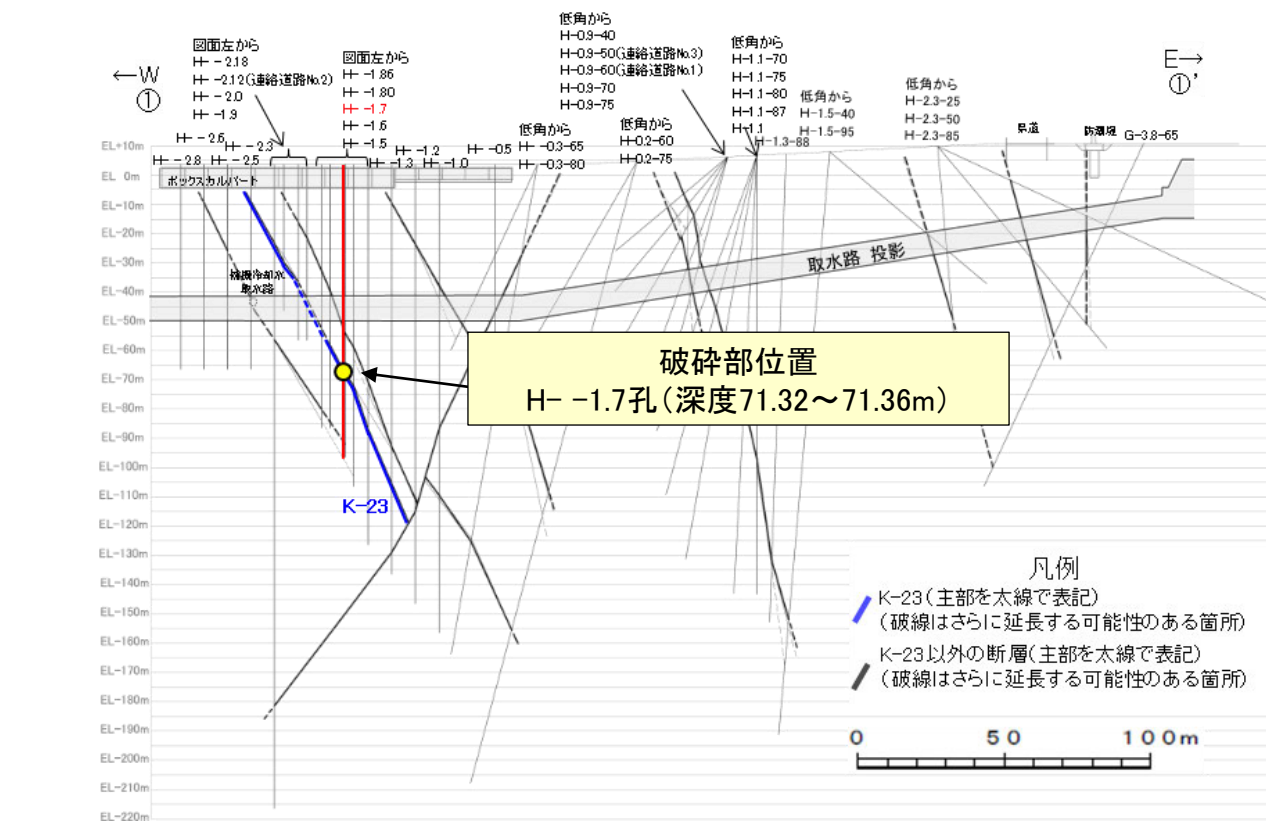 ←W
①
図面左から
H- -2.18
H- -2.12(連絡道路No.2)
H- -2.0
H- -1.9
図面左から
H- -1.86
H- -1.80
H- -1.7
H- -1.6
H- -1.5
低角から
H-0.9-40
H-0.9-50(連絡道路No.3)
H-0.9-60(連絡道路No.1)
H-0.9-70
H-0.9-75
低角から
H-1.1-70
H-1.1-75
H-1.1-80
H-1.1-87
H-1.1
低角から
H-1.5-40
H-1.5-95
低角から
H-2.3-25
H-2.3-50
H-2.3-85
E→
①'
県道
防潮堤
G-3.8-65
H- -2.6
H- -2.3
H- -2.8
H- -2.5
H- -1.2
H- -1.3
H- -1.0
H- -0.5
低角から
H- -0.3-65
H- -0.3-80
低角から
H-0.2-60
H-0.2-75
H-1.3-88
EL+10m
EL 0m
EL-10m
EL-20m
EL-30m
EL-40m
EL-50m
EL-60m
EL-70m
EL-80m
EL-90m
EL-100m
EL-110m
EL-120m
EL-130m
EL-140m
EL-150m
EL-160m
EL-170m
EL-180m
EL-190m
EL-200m
EL-210m
EL-220m
ボックスカルバート
補機冷却水
取水路
取水路 投影
破砕部位置
H- -1.7孔(深度71.32～71.36m)
K-23
凡例
K-23(主部を太線で表記)
(破線はさらに延長する可能性のある箇所)
K-23以外の断層(主部を太線で表記)
(破線はさらに延長する可能性のある箇所)
0 50 100m